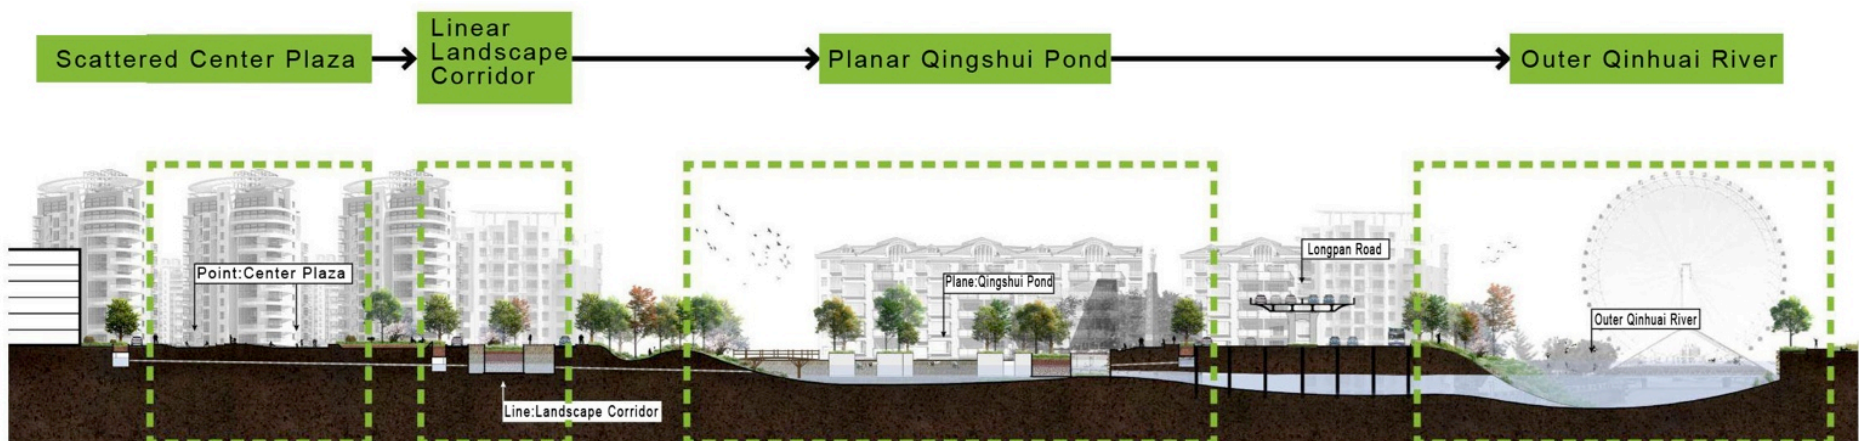 Scattered Center Plaza
Linear
Landscape
Corridor
Planar Qingshui Pond
Outer Qinhuai River
Point:Center Plaza
Line:Landscape Corridor
Plane:Qingshui Pond
Longpan Road
Outer Qinhuai River